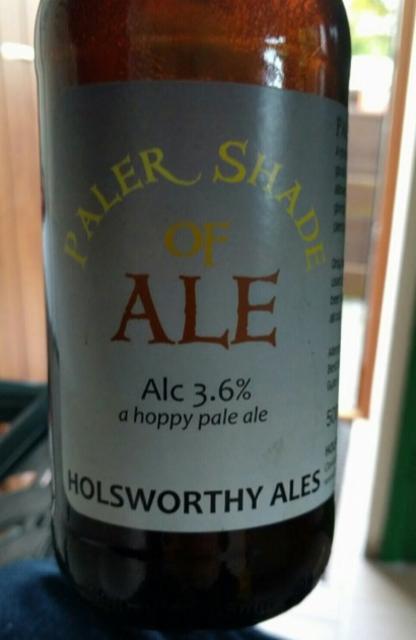 PALER SHADE
OF
ALE
Alc 3.6%
a hoppy pale ale
HOLSWORTHY ALES